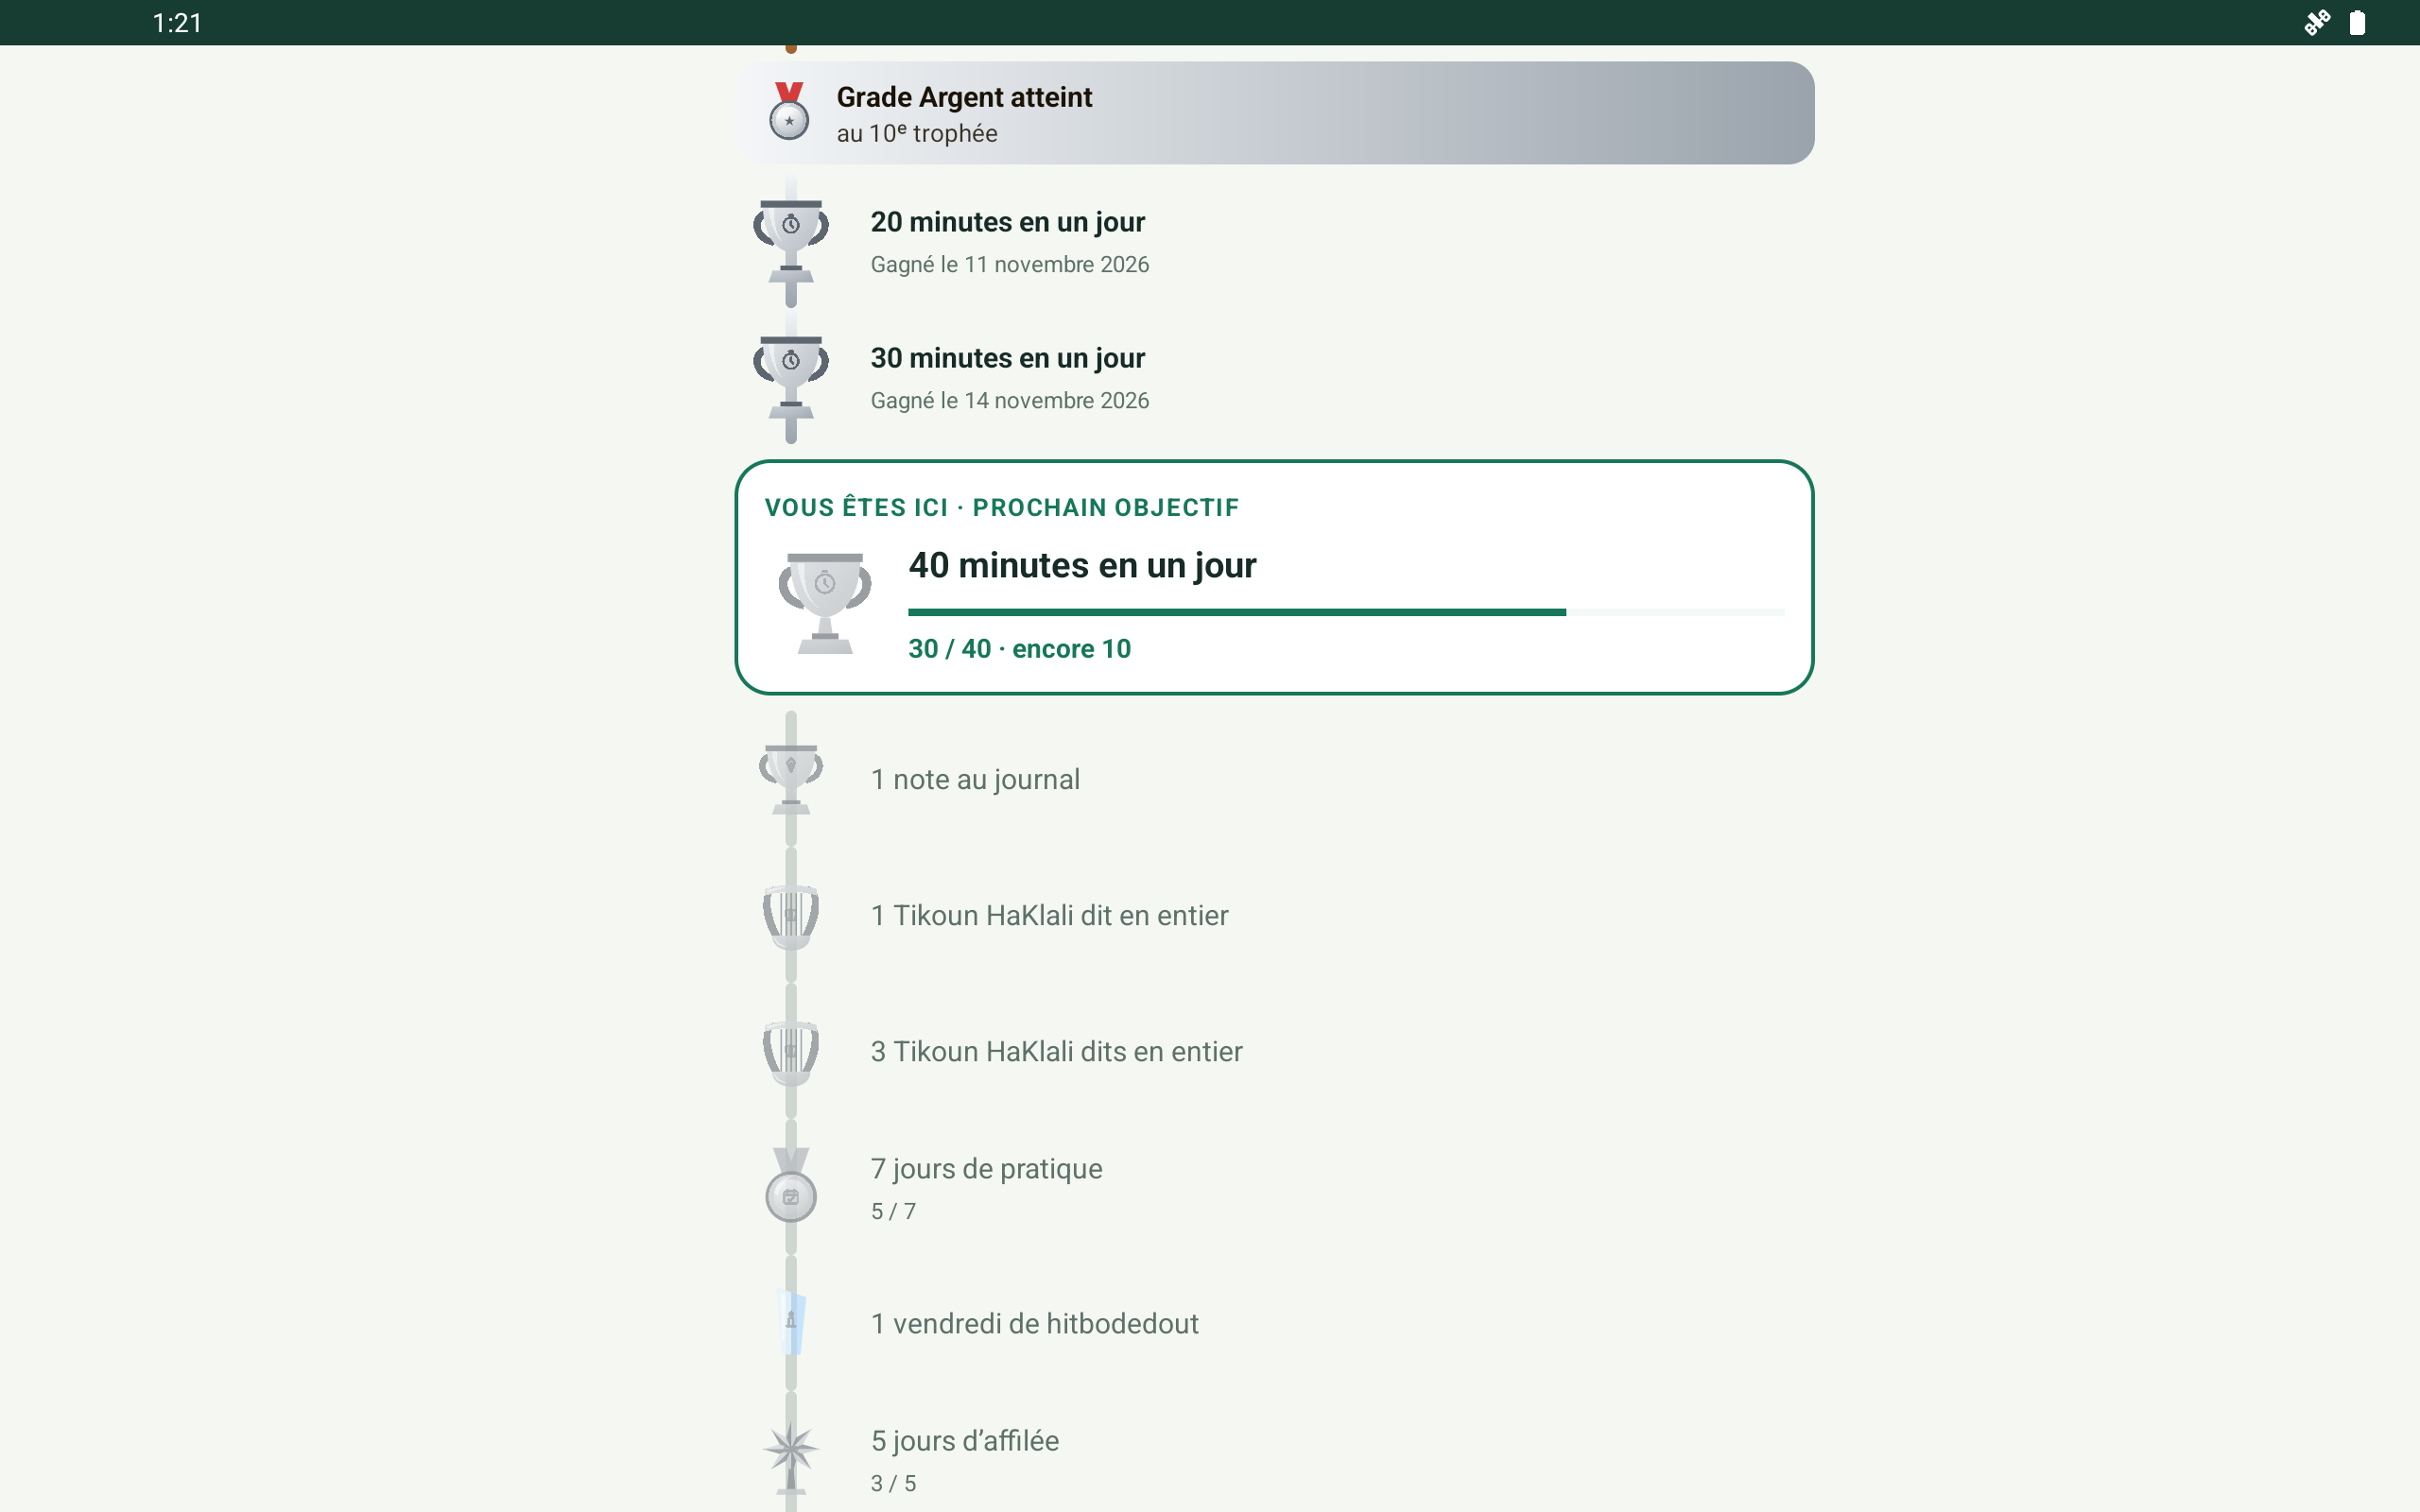 1:21
Grade Argent atteint
au 10ᵉ trophée
20 minutes en un jour
Gagné le 11 novembre 2026
30 minutes en un jour
Gagné le 14 novembre 2026
VOUS ÊTES ICI · PROCHAIN OBJECTIF
40 minutes en un jour
30 / 40 · encore 10
1 note au journal
1 Tikoun HaKlali dit en entier
3 Tikoun HaKlali dits en entier
7 jours de pratique
5 / 7
1 vendredi de hitbodedout
5 jours d’affilée
3 / 5